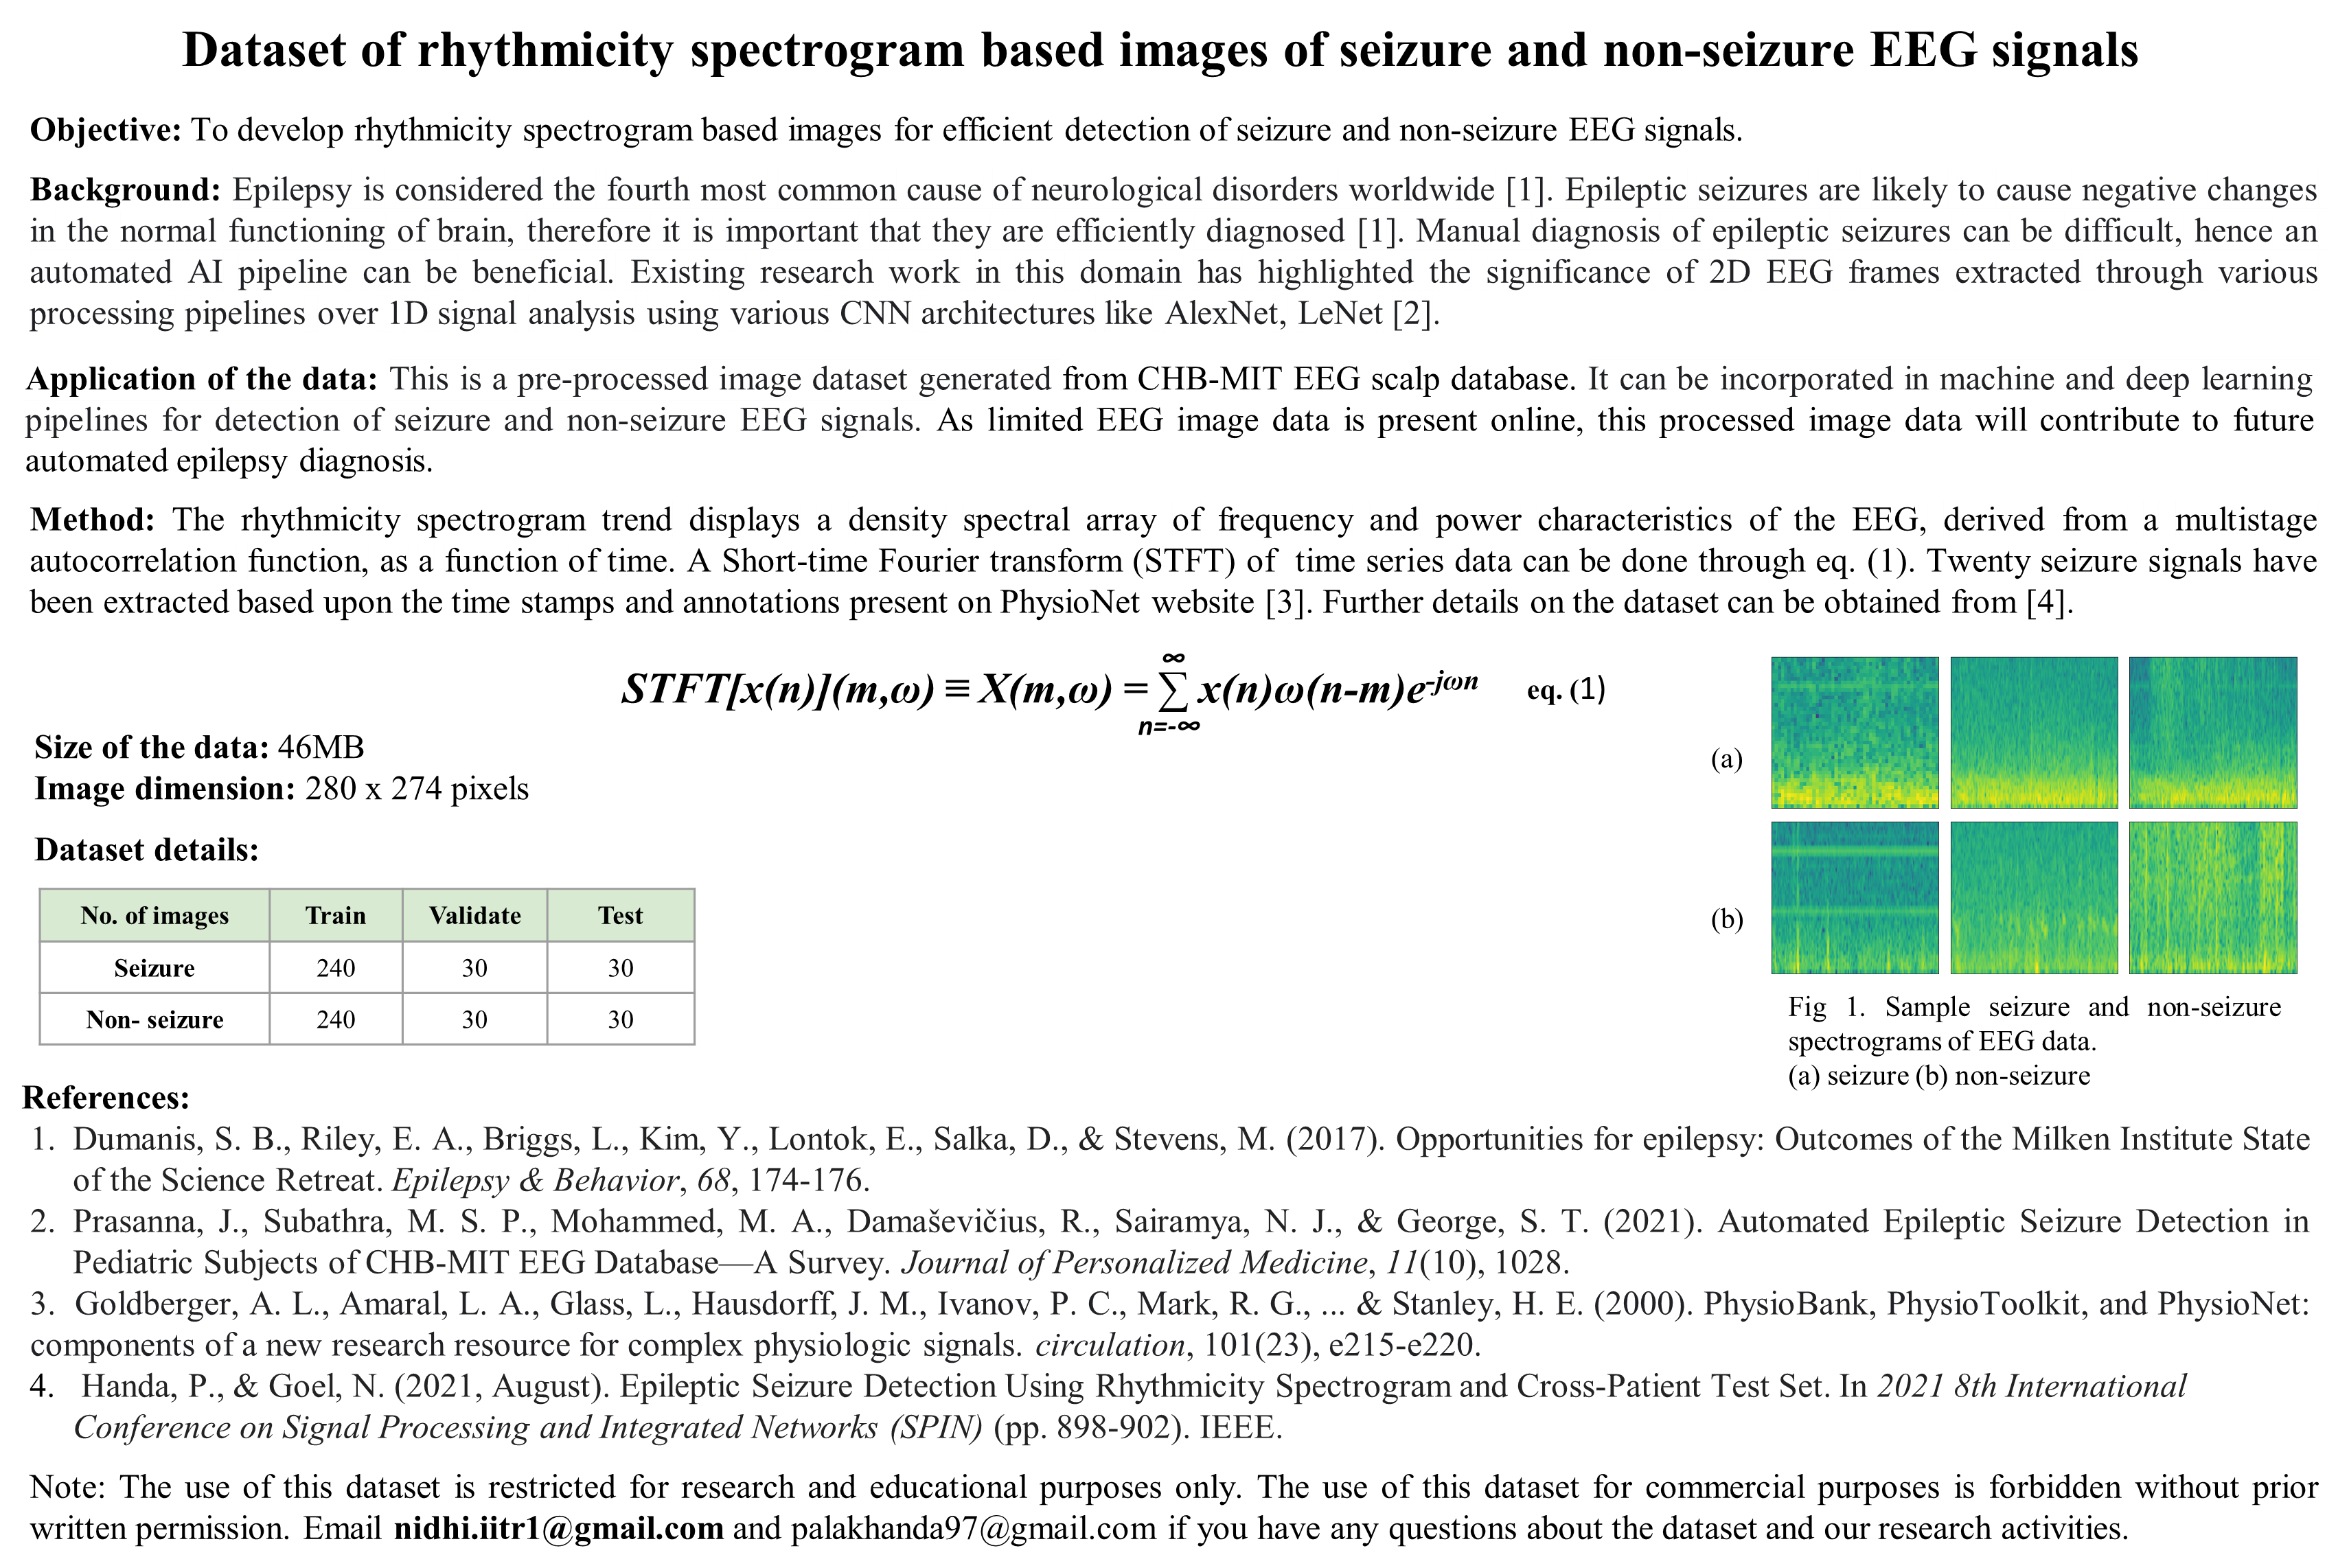 Dataset of rhythmicity spectrogram based images of seizure and non-seizure EEG signals
Objective: To develop rhythmicity spectrogram based images for efficient detection of seizure and non-seizure EEG signals.
Background: Epilepsy is considered the fourth most common cause of neurological disorders worldwide [1]. Epileptic seizures are likely to cause negative changes
in the normal functioning of brain, therefore it is important that they are efficiently diagnosed [1]. Manual diagnosis of epileptic seizures can be difficult, hence an
automated AI pipeline can be beneficial. Existing research work in this domain has highlighted the significance of 2D EEG frames extracted through various
processing pipelines over 1D signal analysis using various CNN architectures like AlexNet, LeNet [2].
Application of the data: This is a pre-processed image dataset generated from CHB-MIT EEG scalp database. It can be incorporated in machine and deep learning
pipelines for detection of seizure and non-seizure EEG signals. As limited EEG image data is present online, this processed image data will contribute to future
automated epilepsy diagnosis.
Method: The rhythmicity spectrogram trend displays a density spectral array of frequency and power characteristics of the EEG, derived from a multistage
autocorrelation function, as a function of time. A Short-time Fourier transform (STFT) of time series data can be done through eq. (1). Twenty seizure signals have
been extracted based upon the time stamps and annotations present on PhysioNet website [3]. Further details on the dataset can be obtained from [4].
∞
STFT[x(n)](m,ω) ≡ X(m,ω) = ∑ x(n)ω(n-m)e-jωn eq. (1)
n=-∞
Size of the data: 46MB
Image dimension: 280 x 274 pixels
Dataset details:
No. of images Train Validate Test
Seizure 240 30 30
Non- seizure 240 30 30
(a)
(b)
Fig 1. Sample seizure and non-seizure
spectrograms of EEG data.
(a) seizure (b) non-seizure
References:
1. Dumanis, S. B., Riley, E. A., Briggs, L., Kim, Y., Lontok, E., Salka, D., & Stevens, M. (2017). Opportunities for epilepsy: Outcomes of the Milken Institute State
of the Science Retreat. Epilepsy & Behavior, 68, 174-176.
2. Prasanna, J., Subathra, M. S. P., Mohammed, M. A., Damaševičius, R., Sairamya, N. J., & George, S. T. (2021). Automated Epileptic Seizure Detection in
Pediatric Subjects of CHB-MIT EEG Database—A Survey. Journal of Personalized Medicine, 11(10), 1028.
3. Goldberger, A. L., Amaral, L. A., Glass, L., Hausdorff, J. M., Ivanov, P. C., Mark, R. G., ... & Stanley, H. E. (2000). PhysioBank, PhysioToolkit, and PhysioNet:
components of a new research resource for complex physiologic signals. circulation, 101(23), e215-e220.
4. Handa, P., & Goel, N. (2021, August). Epileptic Seizure Detection Using Rhythmicity Spectrogram and Cross-Patient Test Set. In 2021 8th International
Conference on Signal Processing and Integrated Networks (SPIN) (pp. 898-902). IEEE.
Note: The use of this dataset is restricted for research and educational purposes only. The use of this dataset for commercial purposes is forbidden without prior
written permission. Email nidhi.iitr1@gmail.com and palakhanda97@gmail.com if you have any questions about the dataset and our research activities.